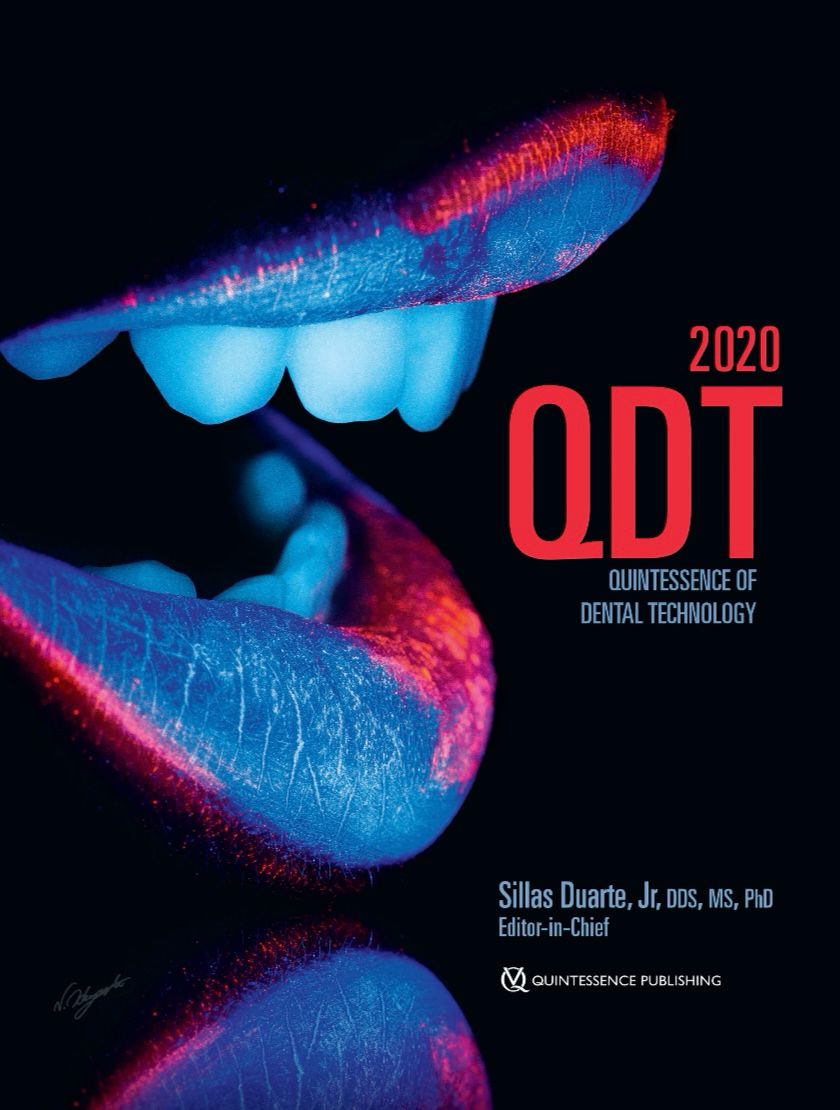 2020
QDT
QUINTESSENCE OF
DENTAL TECHNOLOGY
Sillas Duarte, Jr, DDS, MS, PhD
Editor-in-Chief
QUINTESSENCE PUBLISHING